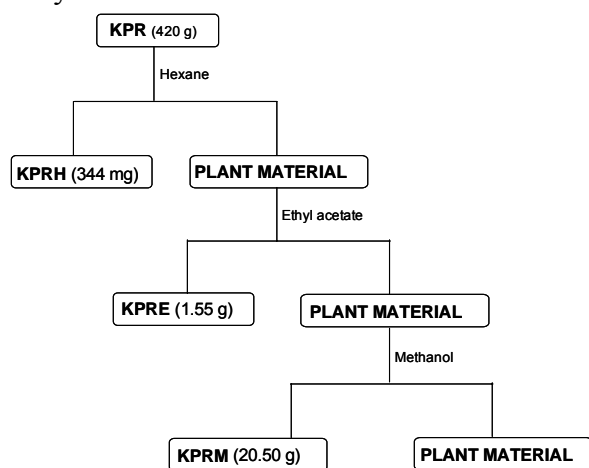 KPR (420 g)
Hexane
KPRH (344 mg)
PLANT MATERIAL
Ethyl acetate
KPRE (1.55 g)
PLANT MATERIAL
Methanol
KPRM (20.50 g)
PLANT MATERIAL